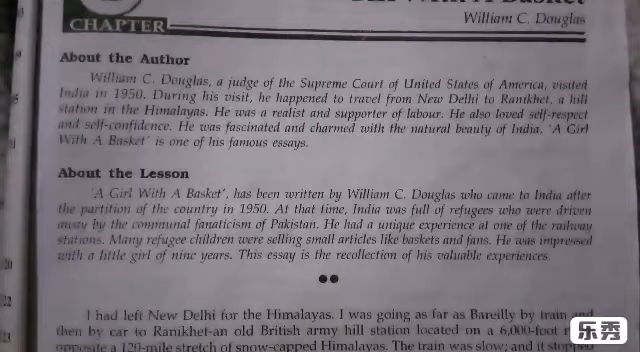 William C. Douglas
CHAPTER
About the Author
William C. Douglas, a judge of the Supreme Court of United States of America, visited
India in 1950. During his visit, he happened to travel from New Delhi to Ranikhet, a hill
station in the Himalayas. He was a realist and supporter of labour. He also loved self-respect
and self-confidence. He was fascinated and charmed with the natural beauty of India, 'A Girl
With A Basket' is one of his famous essays.
About the Lesson
'A Girl With A Basket', has been written by William C. Douglas who came to India after
the partition of the country in 1950. At that time, India was full of refugees who were driven
away by the communal fanaticism of Pakistan. He had a unique experience at one of the railway
stations. Many refugee children were selling small articles like baskets and fans. He was impressed
with a little girl of nine years. This essay is the recollection of his valuable experiences.
I had left New Delhi for the Himalayas. I was going as far as Bareilly by train and
then by car to Ranikhet-an old British army hill station located on a 6,000-foot
opposite a 120-mile stretch of snow-capped Himalayas. The train was slow; and it stopped
20
22
23
乐秀